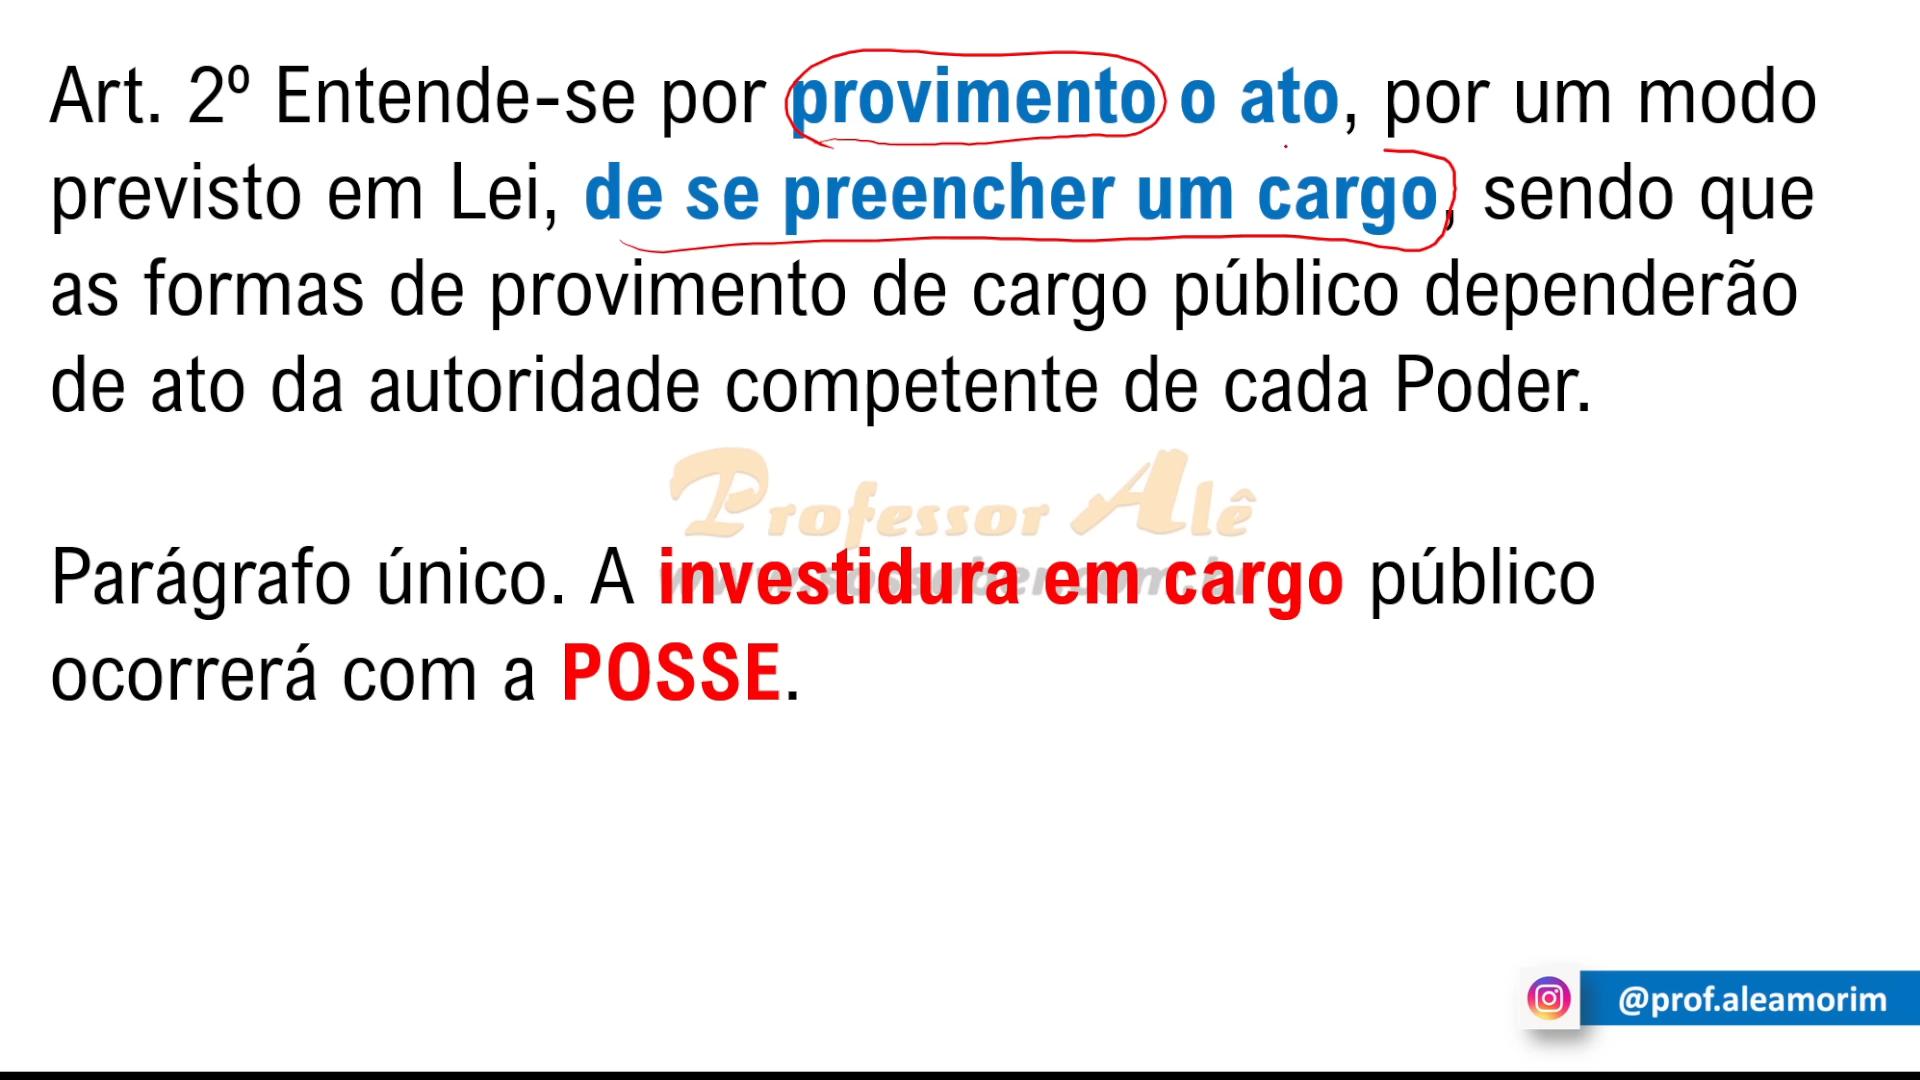 Art. 2º Entende-se por provimento o ato, por um modo
previsto em Lei, de se preencher um cargo, sendo que
as formas de provimento de cargo público dependerão
de ato da autoridade competente de cada Poder.
Professor Alê
Parágrafo único. A investidura em cargo público
ocorrerá com a POSSE.
@prof.aleamorim